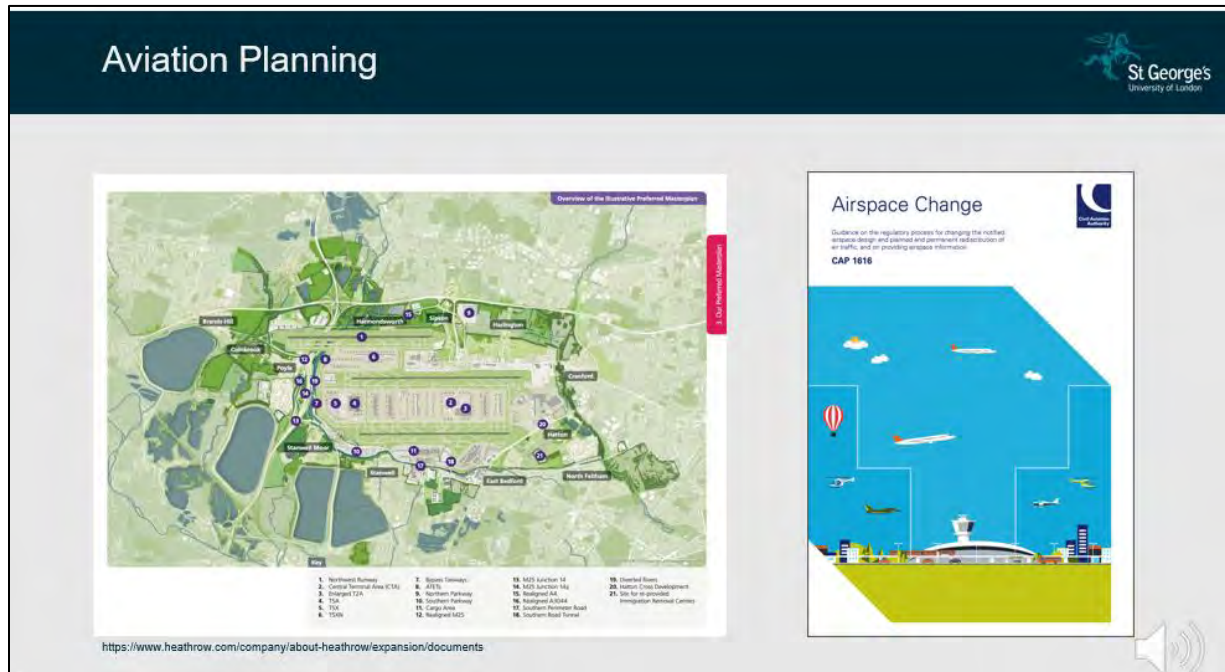 Aviation Planning
St George's
University of London
Overview of the Illustrative Preferred Masterplan
3. Our Preferred Masterplan
Brands Hill
Harmondsworth
Sipson
Harlington
Colnbrook
Poyle
Cranford
Hatton
Stanwell Moor
Stanwell
East Bedfont
North Feltham
1. Northwest Runway
2. Central Terminal Area (CTA)
3. Enlarged T2A
4. T5A
5. T5X
6. T5XN
7. Bypass Taxiways
8. ATETs
9. Northern Parkway
10. Southern Parkway
11. Cargo Area
12. Realigned M25
13. M25 Junction 14
14. M25 Junction 14a
15. Realigned A4
16. Realigned A3044
17. Southern Perimeter Road
18. Southern Road Tunnel
19. Diverted Rivers
20. Hatton Cross Development
21. Site for re-provided
Immigration Removal Centres
https://www.heathrow.com/company/about-heathrow/expansion/documents
Airspace Change
Civil Aviation
Authority
Guidance on the regulatory process for changing the notified
airspace design and planned and permanent redistribution of
air traffic, and on providing airspace information
CAP 1616